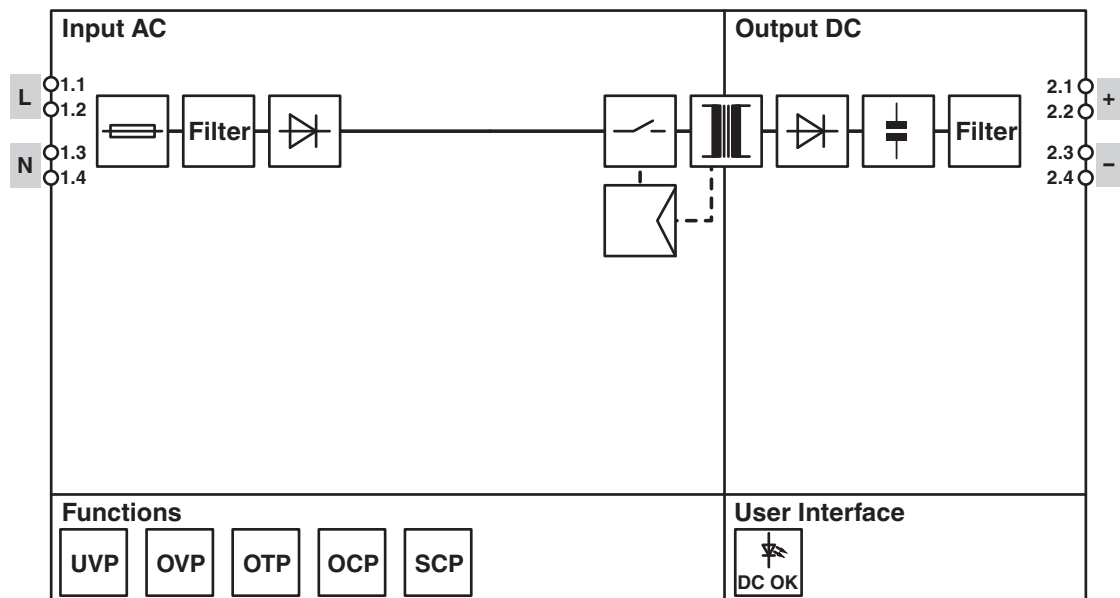 Input AC
Output DC
L
1.1
1.2
N
1.3
1.4
Filter
Filter
2.1
2.2
+
2.3
2.4
−
Functions
UVP
OVP
OTP
OCP
SCP
User Interface
DC OK